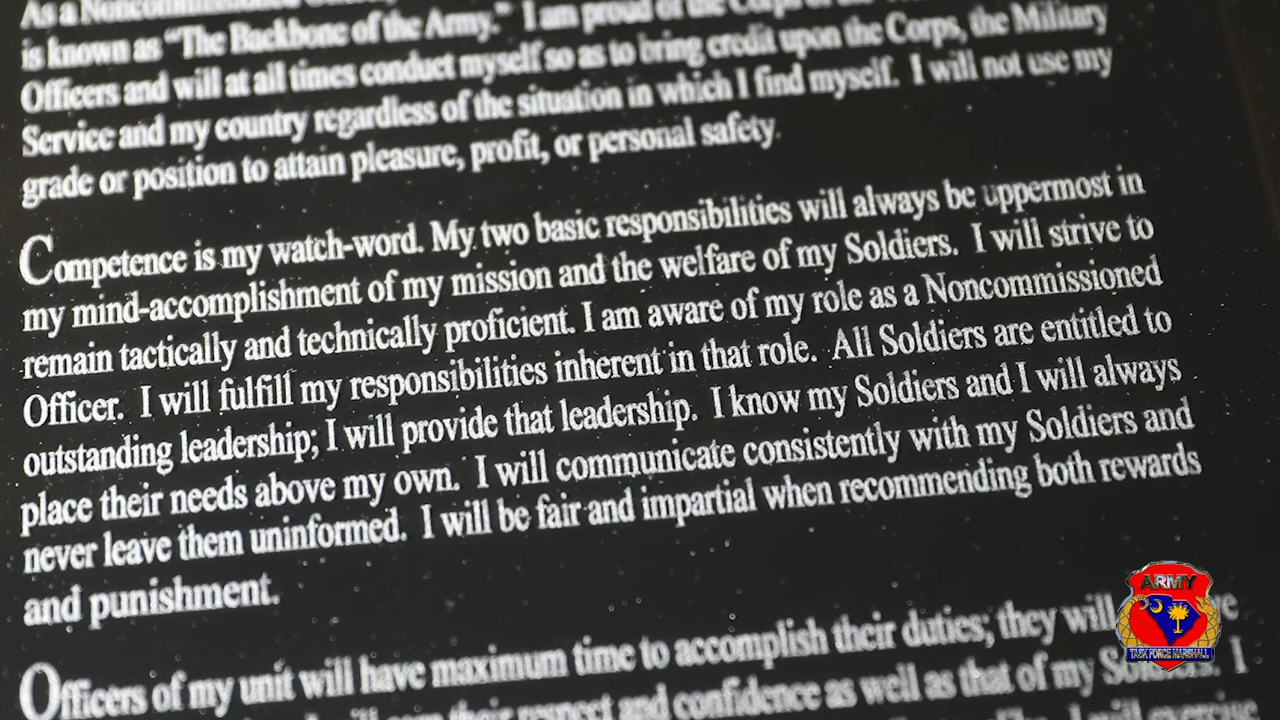 As a Noncommissioned
is known as "The Backbone of the Army." I am proud of the Corps of
Officers and will at all times conduct myself so as to bring credit upon the Corps, the Military
Service and my country regardless of the situation in which I find myself. I will not use my
grade or position to attain pleasure, profit, or personal safety.
Competence is my watch-word. My two basic responsibilities will always be uppermost in
my mind-accomplishment of my mission and the welfare of my Soldiers. I will strive to
remain tactically and technically proficient. I am aware of my role as a Noncommissioned
Officer. I will fulfill my responsibilities inherent in that role. All Soldiers are entitled to
outstanding leadership; I will provide that leadership. I know my Soldiers and I will always
place their needs above my own. I will communicate consistently with my Soldiers and
never leave them uninformed. I will be fair and impartial when recommending both rewards
and punishment.
Officers of my unit will have maximum time to accomplish their duties; they will
their respect and confidence as well as that of my Soldiers. I
ARMY
TASK FORCE MARSHALL